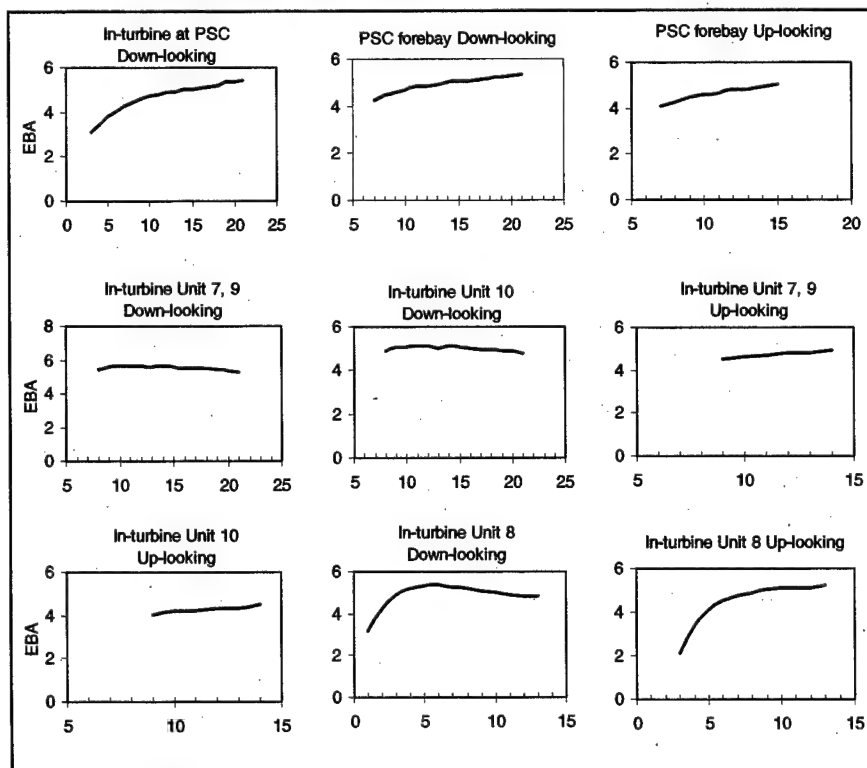 In-turbine at PSC
Down-looking
PSC forebay Down-looking
PSC forebay Up-looking
EBA
6
4
2
0
0 5 10 15 20 25
6
4
2
0
5 10 15 20 25
6
4
2
0
5 10 15 20
In-turbine Unit 7, 9
Down-looking
In-turbine Unit 10
Down-looking
In-turbine Unit 7, 9
Up-looking
EBA
8
6
4
2
0
5 10 15 20 25
6
4
2
0
5 10 15 20 25
6
4
2
0
5 10 15
In-turbine Unit 10
Up-looking
In-turbine Unit 8
Down-looking
In-turbine Unit 8 Up-looking
EBA
6
4
2
0
5 10 15
6
4
2
0
0 5 10 15
6
4
2
0
0 5 10 15